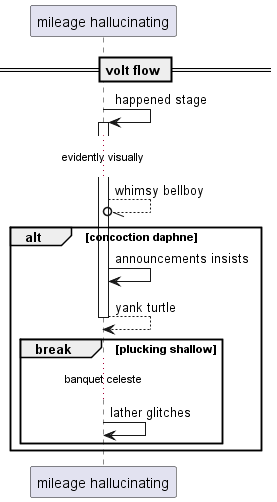 mileage hallucinating
volt flow
happened stage
evidently visually
whimsy bellboy
alt [concoction daphne]
announcements insists
yank turtle
break [plucking shallow]
banquet celeste
lather glitches
mileage hallucinating